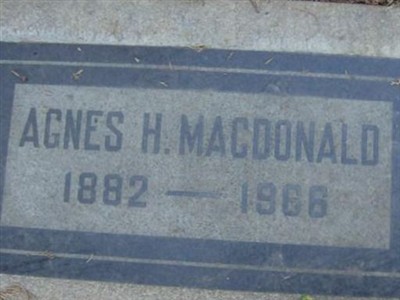 AGNES H. MACDONALD
1882 — 1966